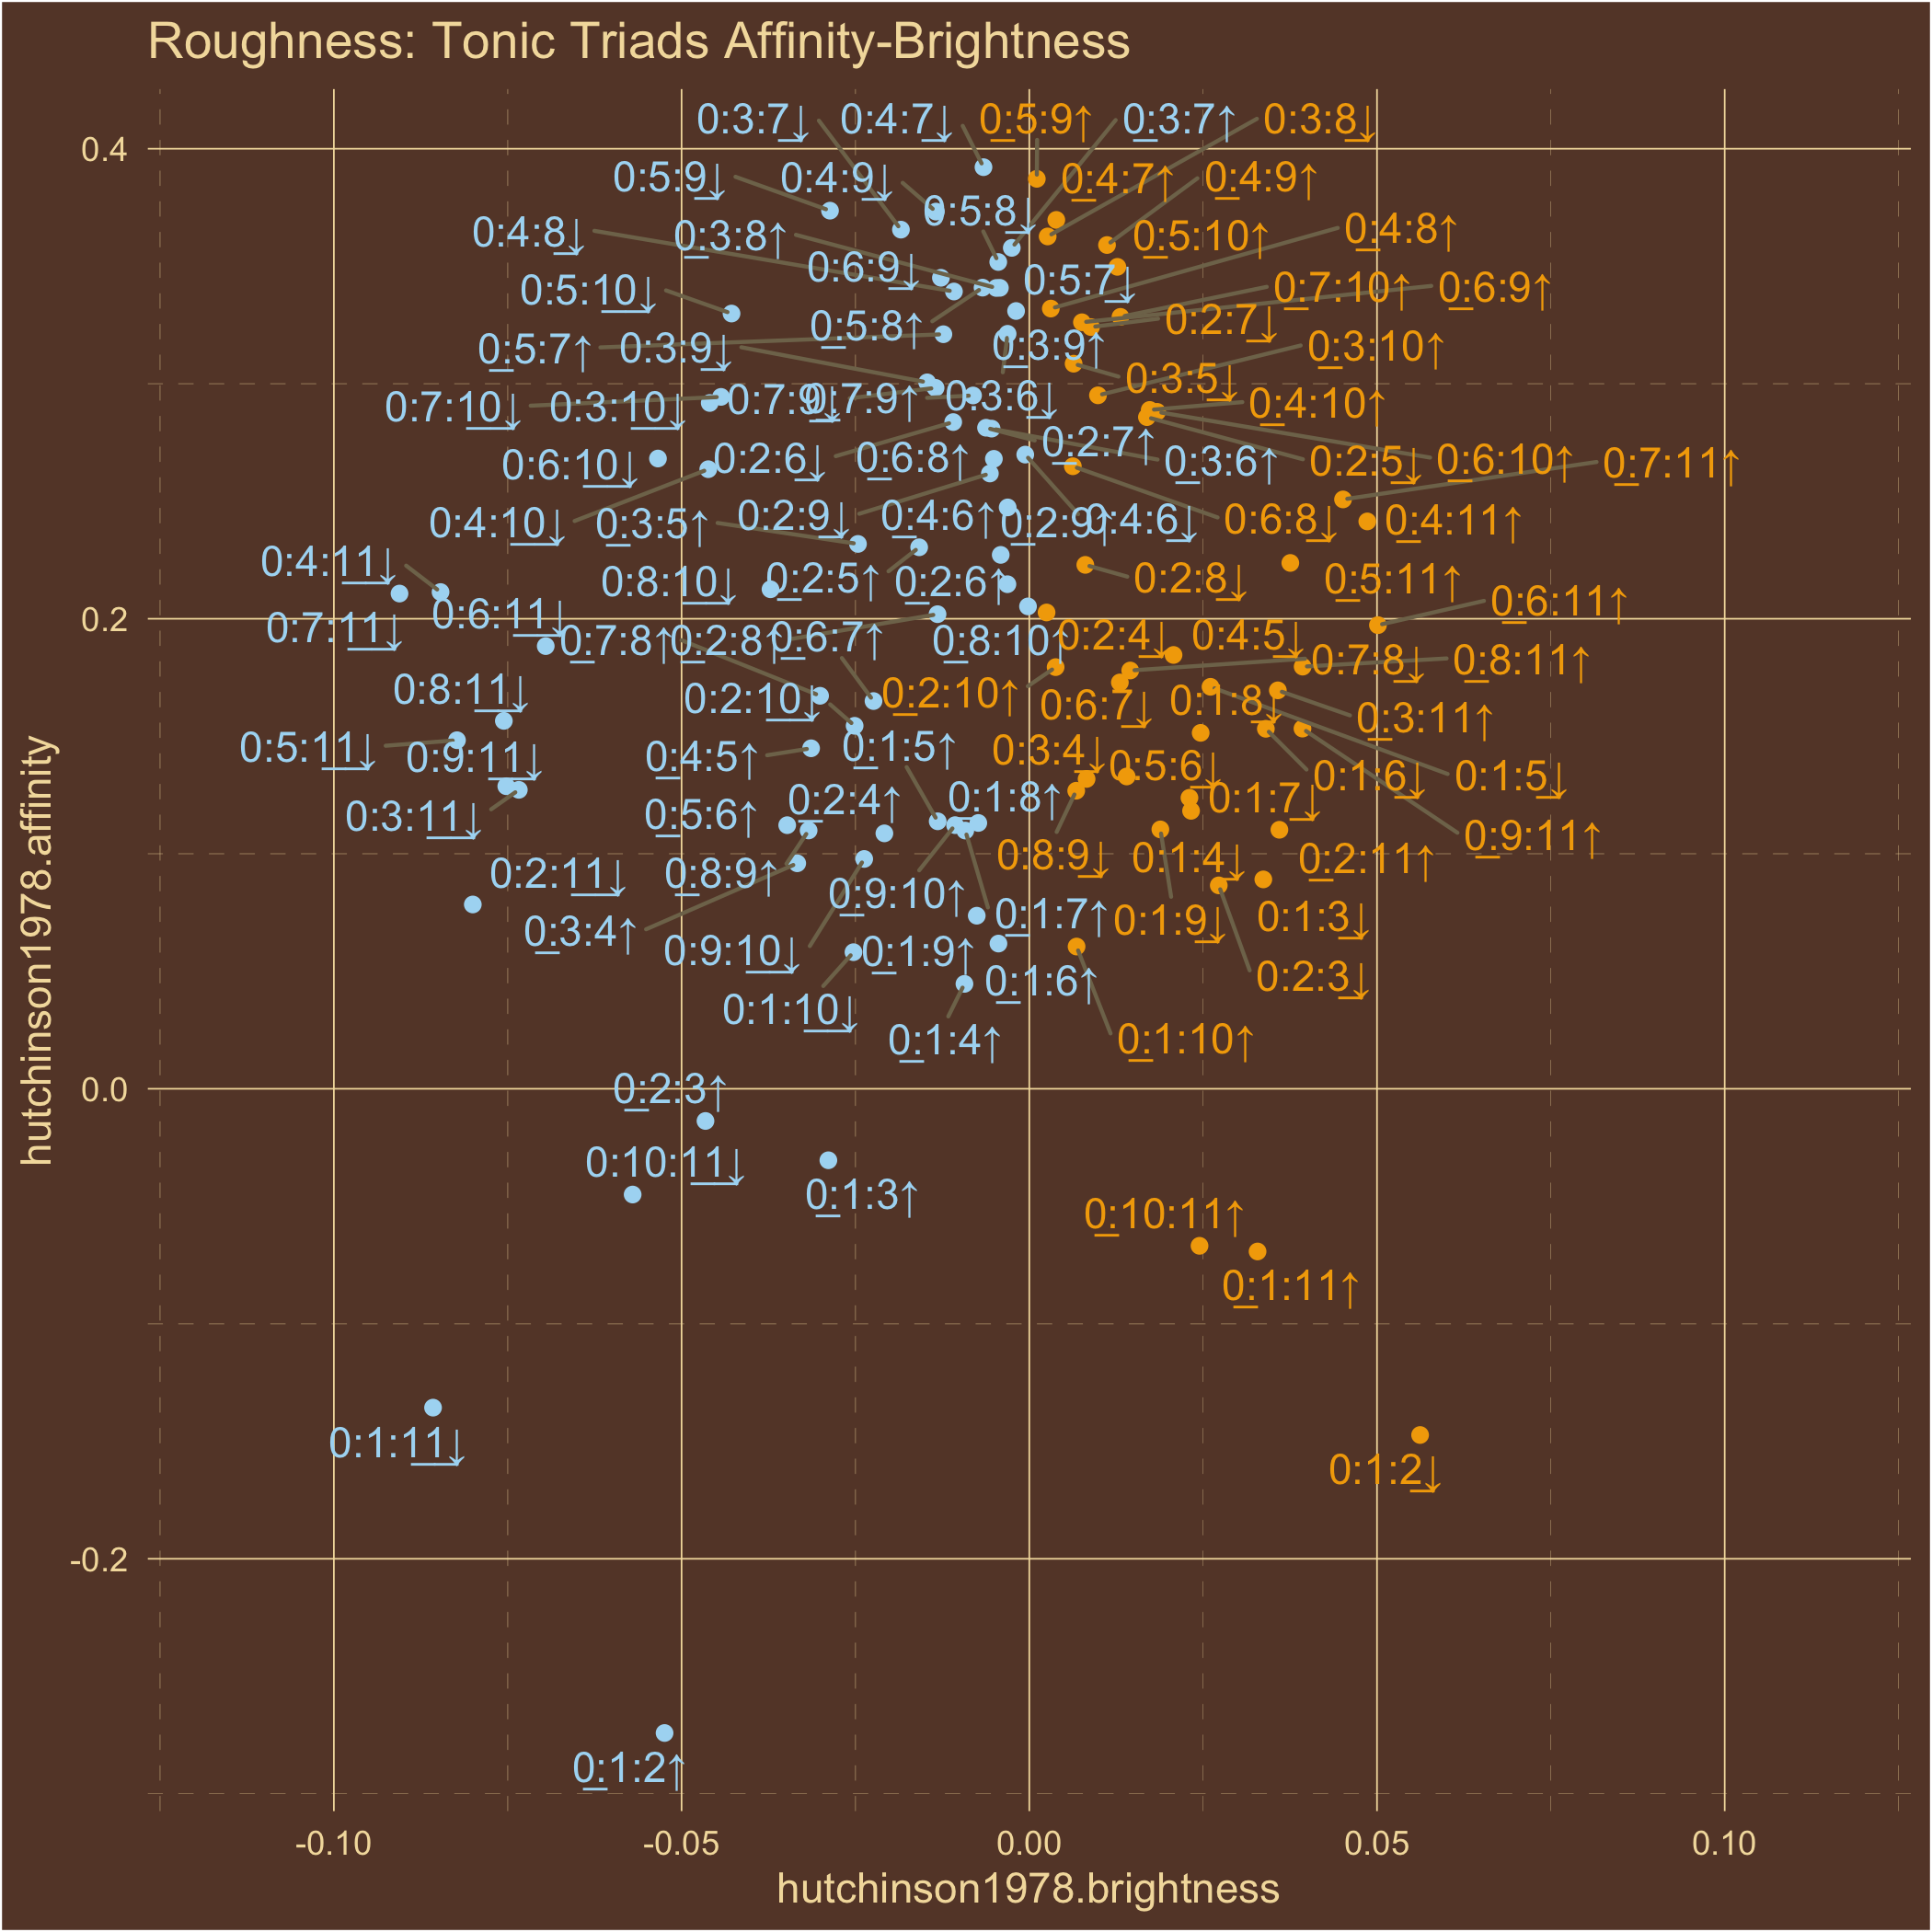 Roughness: Tonic Triads Affinity-Brightness
0:3:7↓ 0:4:7↓ 0:5:9↑ 0:3:7↑ 0:3:8↓
0.4
0:5:9↓ 0:4:9↓ 0:4:7↑ 0:4:9↑
0:5:8↓
0:4:8↓ 0:3:8↑ 0:5:10↑ 0:4:8↑
0:6:9↓ 0:5:7↓
0:5:10↓ 0:7:10↑ 0:6:9↑
0:5:8↑ 0:2:7↓
0:5:7↑ 0:3:9↓ 0:3:9↑ 0:3:10↑
0:3:5↓
0:7:10↓ 0:3:10↓ 0:7:9↓ 0:7:9↑ 0:3:6↓ 0:4:10↑
0:2:7↑
0:6:10↓ 0:2:6↓ 0:6:8↑ 0:3:6↑ 0:2:5↓ 0:6:10↑ 0:7:11↑
0:4:10↓ 0:3:5↑ 0:2:9↓ 0:4:6↑ 0:2:9↑ 0:4:6↓ 0:6:8↓ 0:4:11↑
0:4:11↓
0:8:10↓ 0:2:5↑ 0:2:6↑ 0:2:8↓ 0:5:11↑
0:6:11↑
0.2
0:7:11↓ 0:6:11↓
0:7:8↑ 0:2:8↑ 0:6:7↑ 0:8:10↑ 0:2:4↓ 0:4:5↓
0:7:8↓ 0:8:11↑
0:8:11↓ 0:2:10↓ 0:2:10↑ 0:6:7↓ 0:1:8↓
0:3:11↑
0:5:11↓ 0:9:11↓ 0:4:5↑ 0:1:5↑ 0:3:4↓ 0:5:6↓ 0:1:6↓ 0:1:5↓
0:3:11↓ 0:5:6↑ 0:2:4↑ 0:1:8↑ 0:1:7↓
0:9:11↑
0:2:11↓ 0:8:9↑ 0:9:10↑ 0:8:9↓ 0:1:4↓ 0:2:11↑
0:3:4↑ 0:1:7↑ 0:1:9↓ 0:1:3↓
0:9:10↓ 0:1:9↑
0:1:6↑ 0:2:3↓
0:1:10↓
0:1:4↑ 0:1:10↑
0.0
0:2:3↑
0:10:11↓
0:1:3↑
0:10:11↑
0:1:11↑
0:1:11↓
0:1:2↓
-0.2
0:1:2↑
-0.10 -0.05 0.00 0.05 0.10
hutchinson1978.brightness
hutchinson1978.affinity